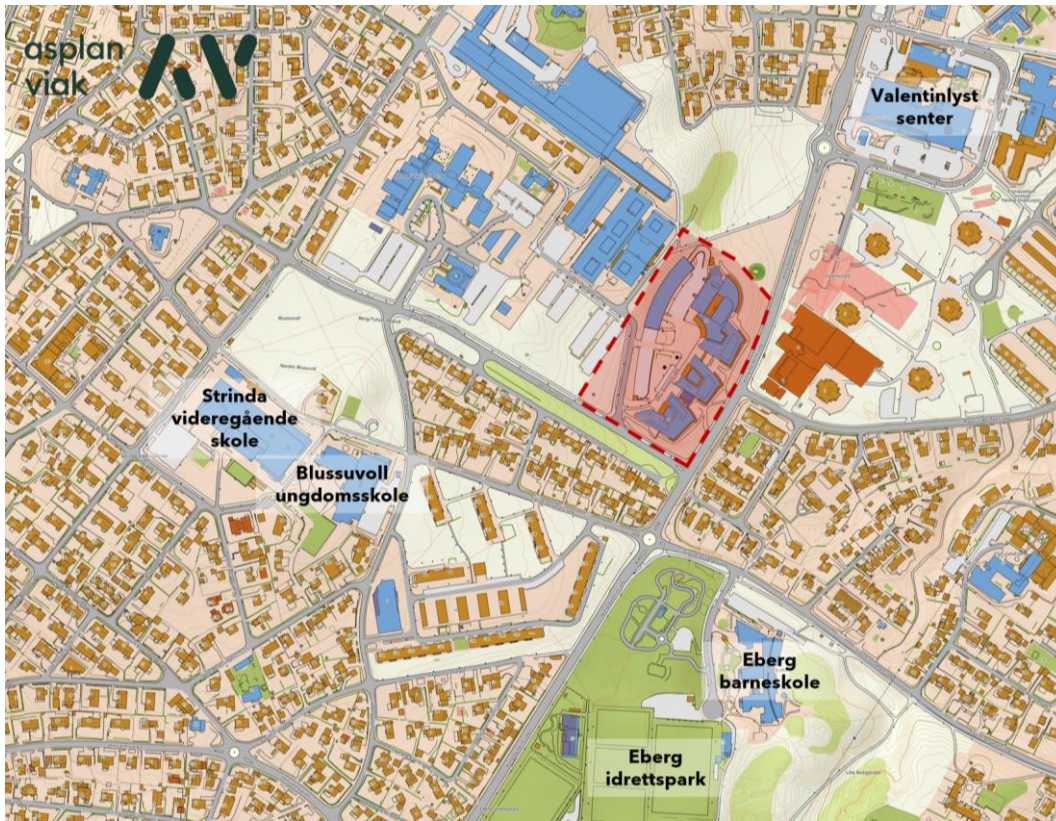 asplan
viak
Valentinlyst
senter
Strinda
videregående
skole
Blussuvoll
ungdomsskole
Eberg
barneskole
Eberg
idrettspark